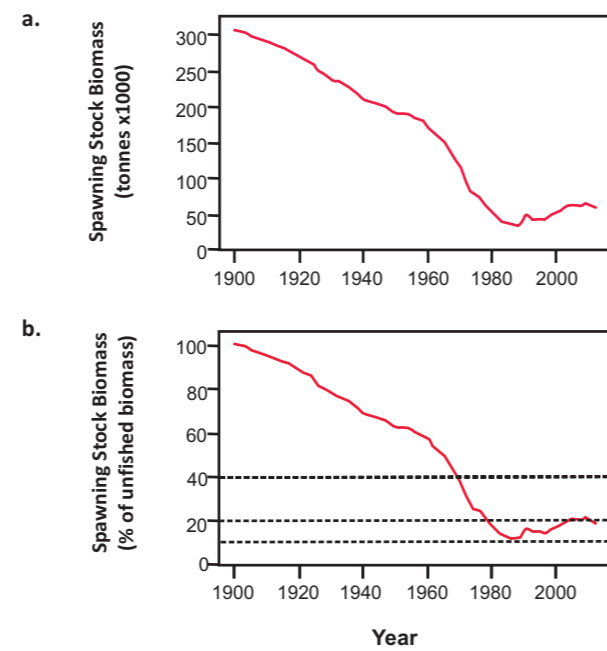 a.
Spawning Stock Biomass
(tonnes x1000)
300
250
200
150
100
50
0
1900 1920 1940 1960 1980 2000
b.
Spawning Stock Biomass
(% of unfished biomass)
100
80
60
40
20
0
1900 1920 1940 1960 1980 2000
Year